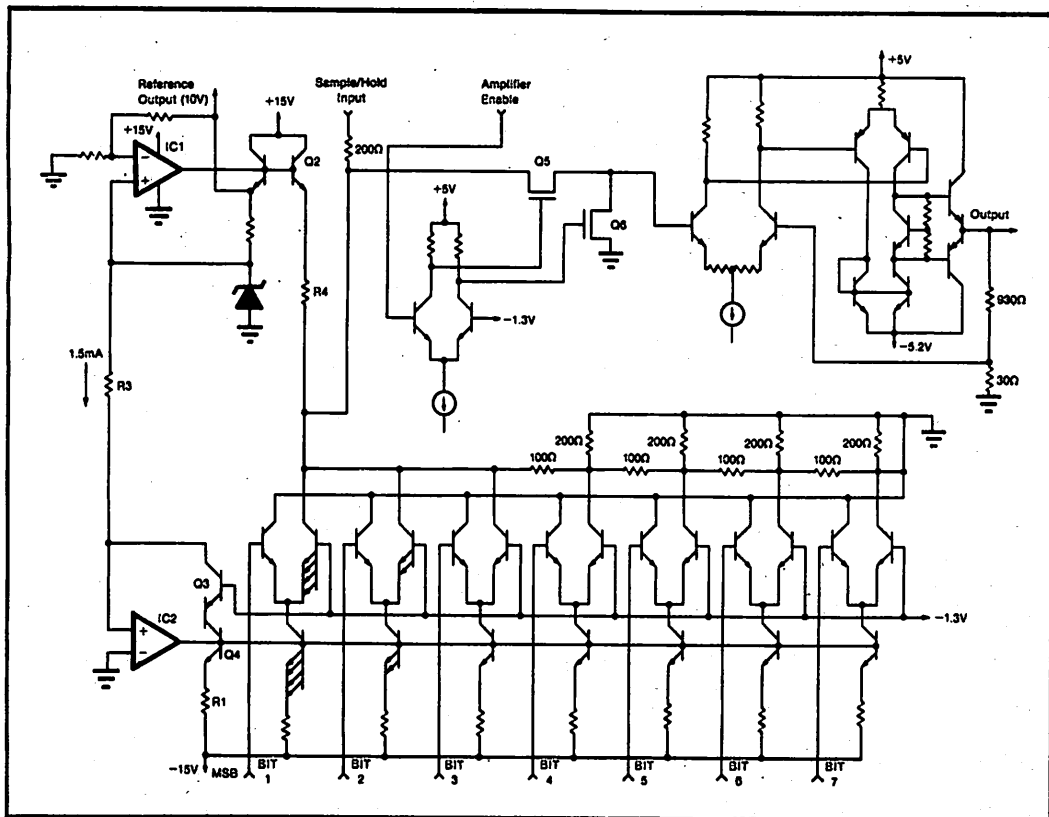 Reference
Output (10V)
+15V
Sample/Hold
Input
Amplifier
Enable
+5V
+15V
IC1
Q2
200Ω
Q5
+5V
Q6
Output
R4
−1.3V
−5.2V
930Ω
30Ω
1.5mA
R3
200Ω
200Ω
200Ω
200Ω
100Ω
100Ω
100Ω
100Ω
Q3
IC2
Q4
−1.3V
R1
−15V
MSB
BIT
1
BIT
2
BIT
3
BIT
4
BIT
5
BIT
6
BIT
7